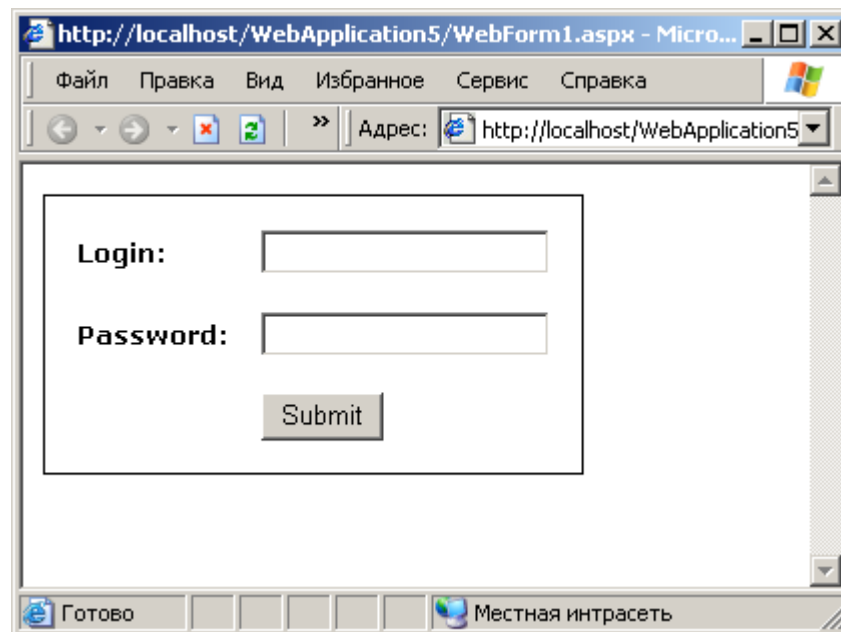 http://localhost/WebApplication5/WebForm1.aspx - Micro...
Файл Правка Вид Избранное Сервис Справка
» Адрес: http://localhost/WebApplication5
Login:
Password:
Submit
Готово Местная интрасеть